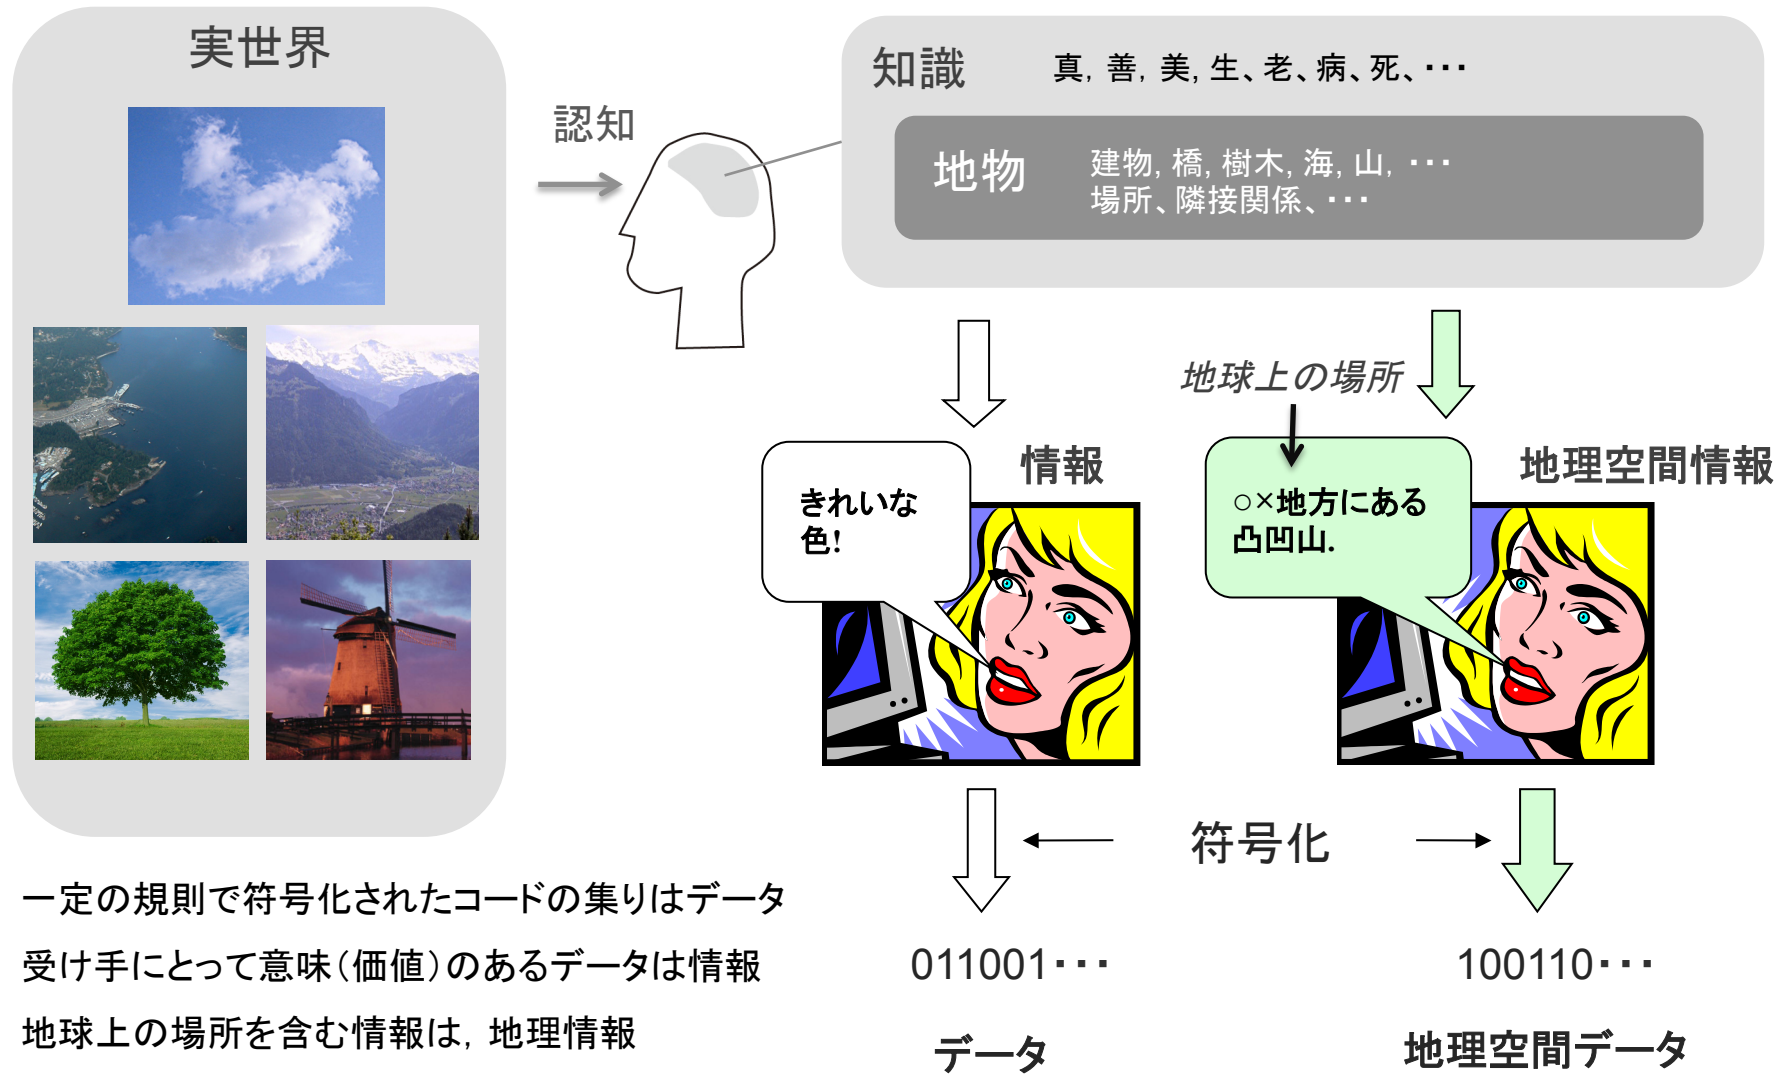 実世界
認知
知識
真, 善, 美, 生、老、病、死、・・・
地物
建物, 橋, 樹木, 海, 山, ・・・
場所、隣接関係、・・・
地球上の場所
情報
きれいな
色!
地理空間情報
○×地方にある
凸凹山.
符号化
011001・・・
100110・・・
データ
地理空間データ
一定の規則で符号化されたコードの集りはデータ
受け手にとって意味（価値）のあるデータは情報
地球上の場所を含む情報は, 地理情報